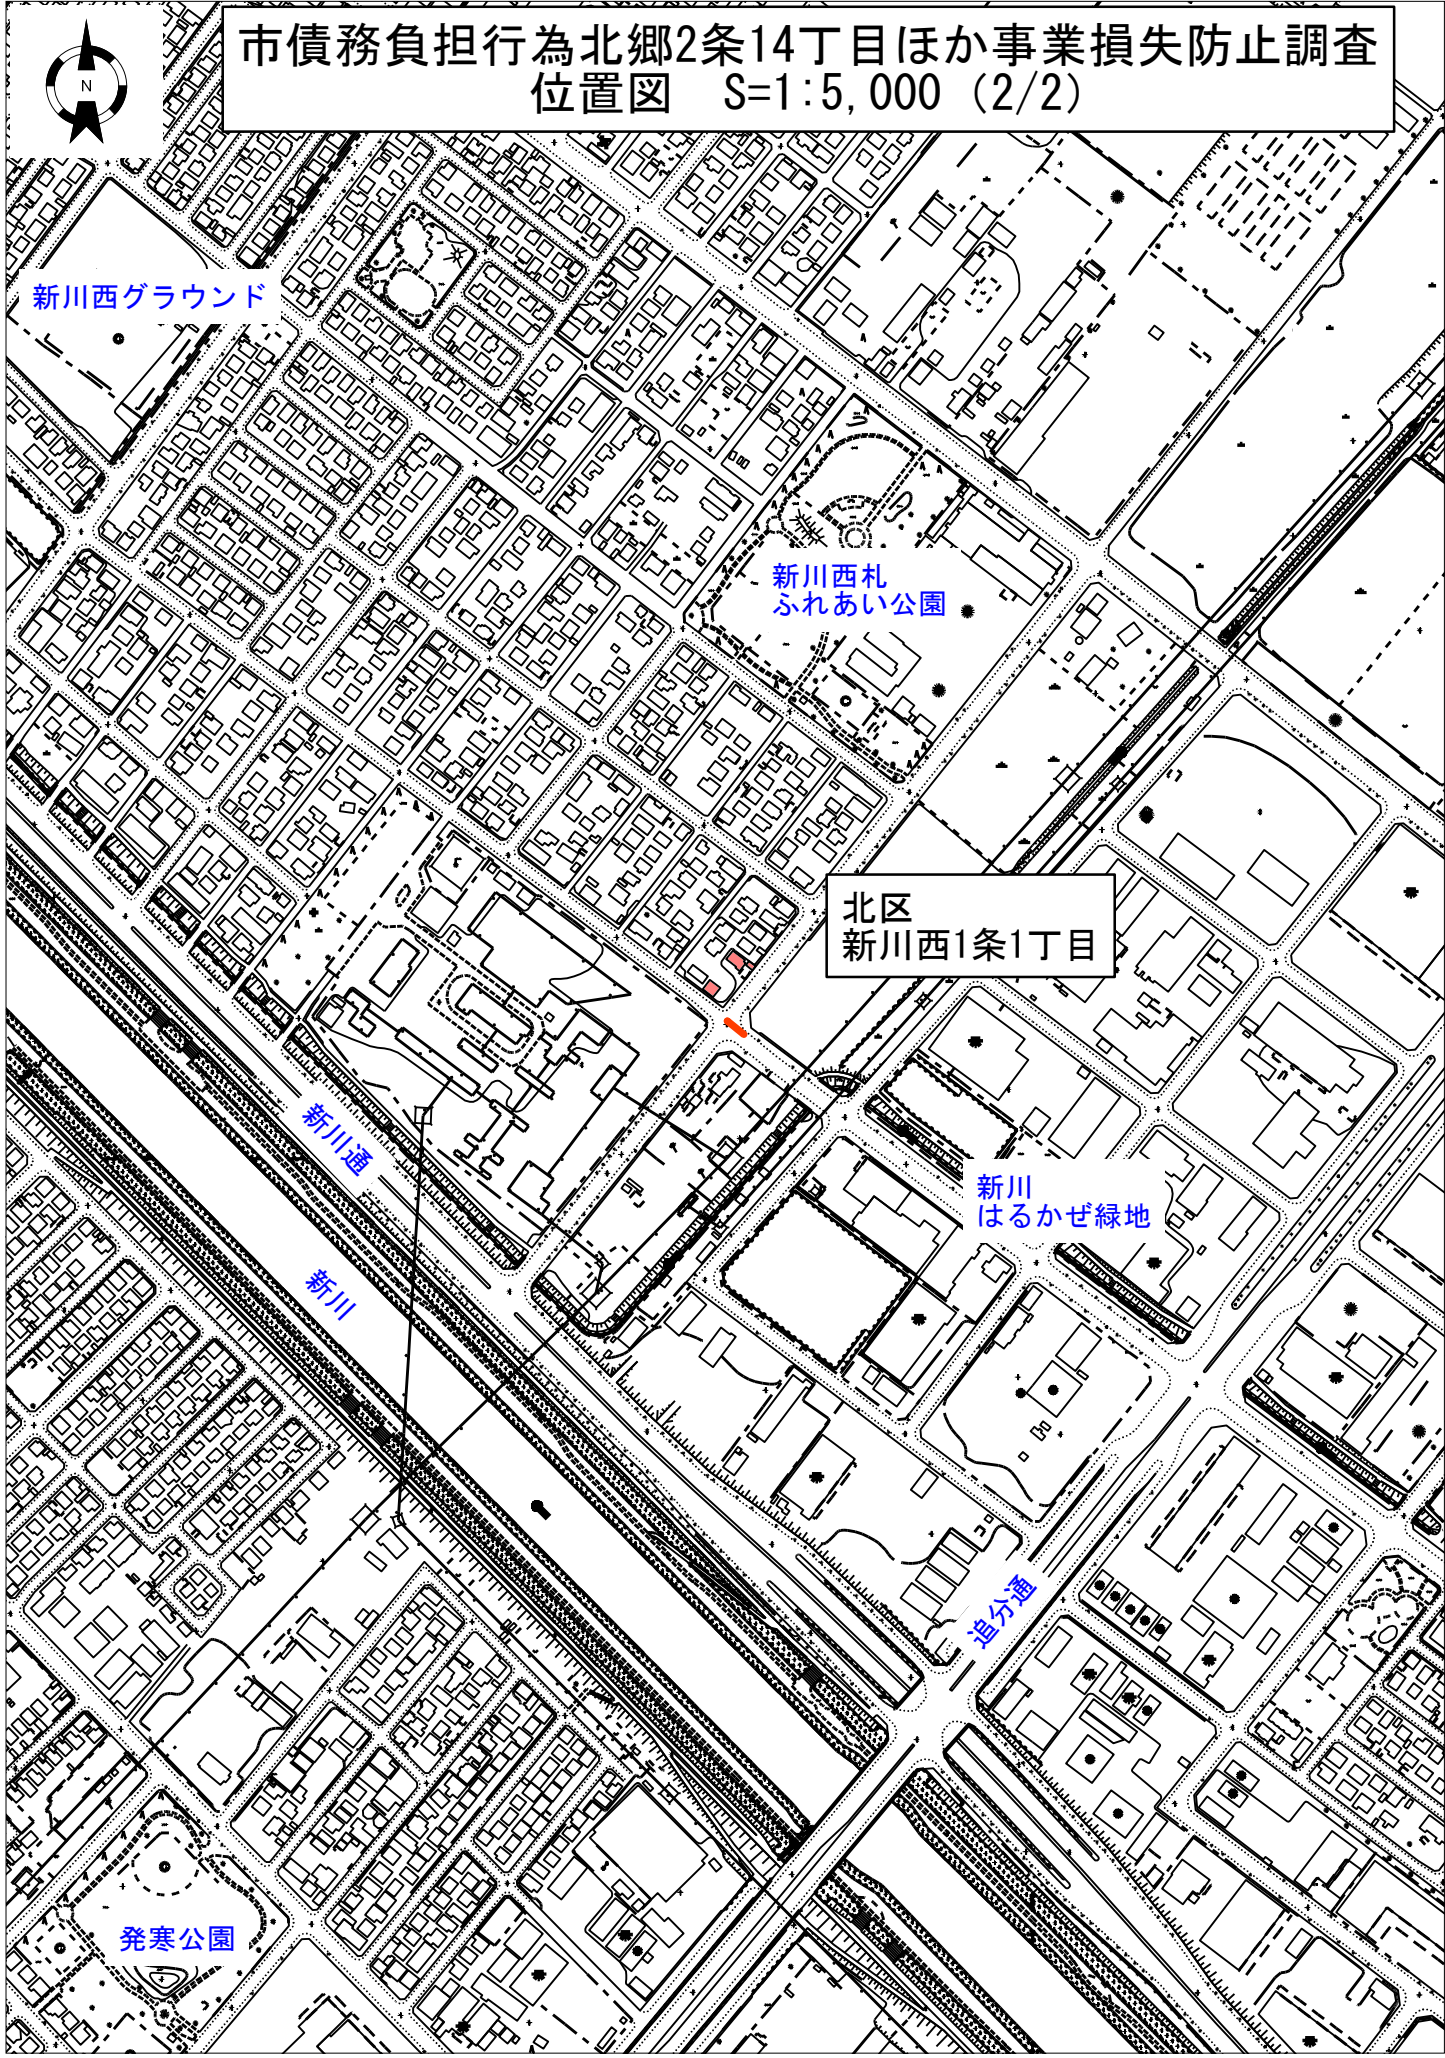 N
市債務負担行為北郷2条14丁目ほか事業損失防止調査
位置図　S=1:5,000（2/2）
新川西グラウンド
新川西札
ふれあい公園
北区
新川西1条1丁目
新川通
新川
はるかぜ緑地
新川
追分通
発寒公園